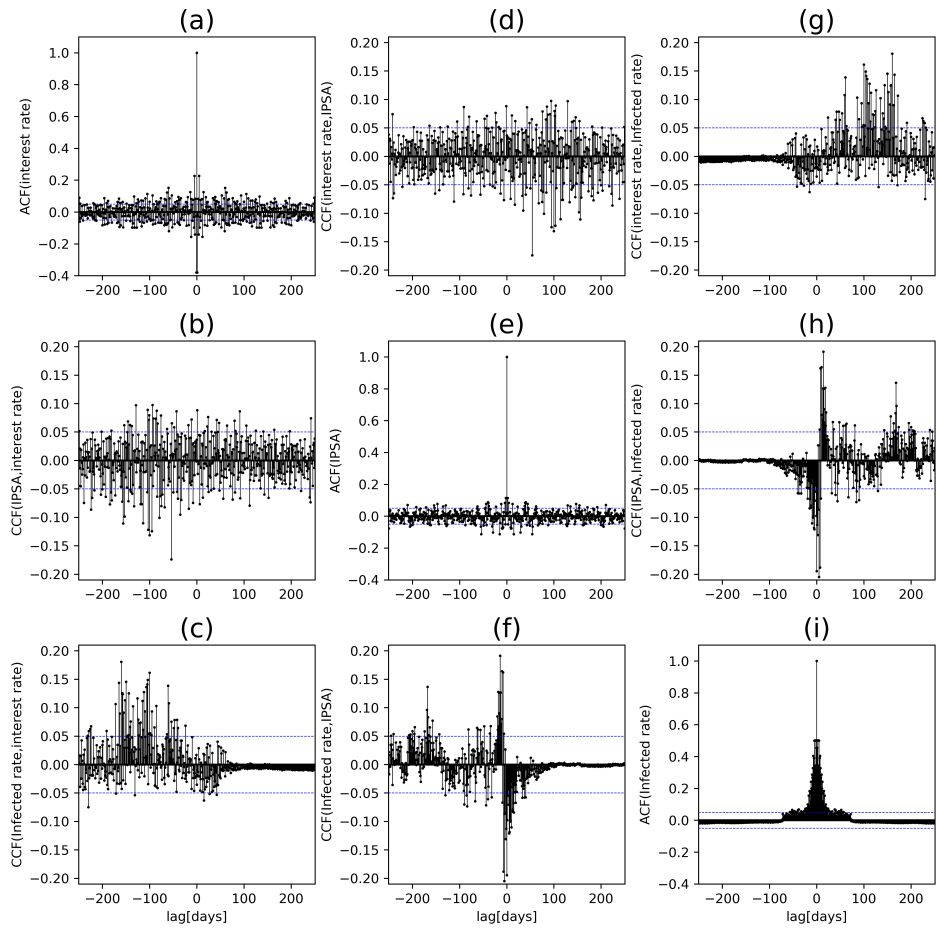 (a)
ACF(interest rate)
1.0
0.8
0.6
0.4
0.2
0.0
−0.2
−0.4
−200 −100 0 100 200
(d)
CCF(interest rate,IPSA)
0.20
0.15
0.10
0.05
0.00
−0.05
−0.10
−0.15
−0.20
−200 −100 0 100 200
(g)
CCF(interest rate,Infected rate)
0.20
0.15
0.10
0.05
0.00
−0.05
−0.10
−0.15
−0.20
−200 −100 0 100 200
(b)
CCF(IPSA,interest rate)
0.20
0.15
0.10
0.05
0.00
−0.05
−0.10
−0.15
−0.20
−200 −100 0 100 200
(e)
ACF(IPSA)
1.0
0.8
0.6
0.4
0.2
0.0
−0.2
−0.4
−200 −100 0 100 200
(h)
CCF(IPSA,Infected rate)
0.20
0.15
0.10
0.05
0.00
−0.05
−0.10
−0.15
−0.20
−200 −100 0 100 200
(c)
CCF(Infected rate,interest rate)
0.20
0.15
0.10
0.05
0.00
−0.05
−0.10
−0.15
−0.20
−200 −100 0 100 200
lag[days]
(f)
CCF(Infected rate,IPSA)
0.20
0.15
0.10
0.05
0.00
−0.05
−0.10
−0.15
−0.20
−200 −100 0 100 200
lag[days]
(i)
ACF(Infected rate)
1.0
0.8
0.6
0.4
0.2
0.0
−0.2
−0.4
−200 −100 0 100 200
lag[days]